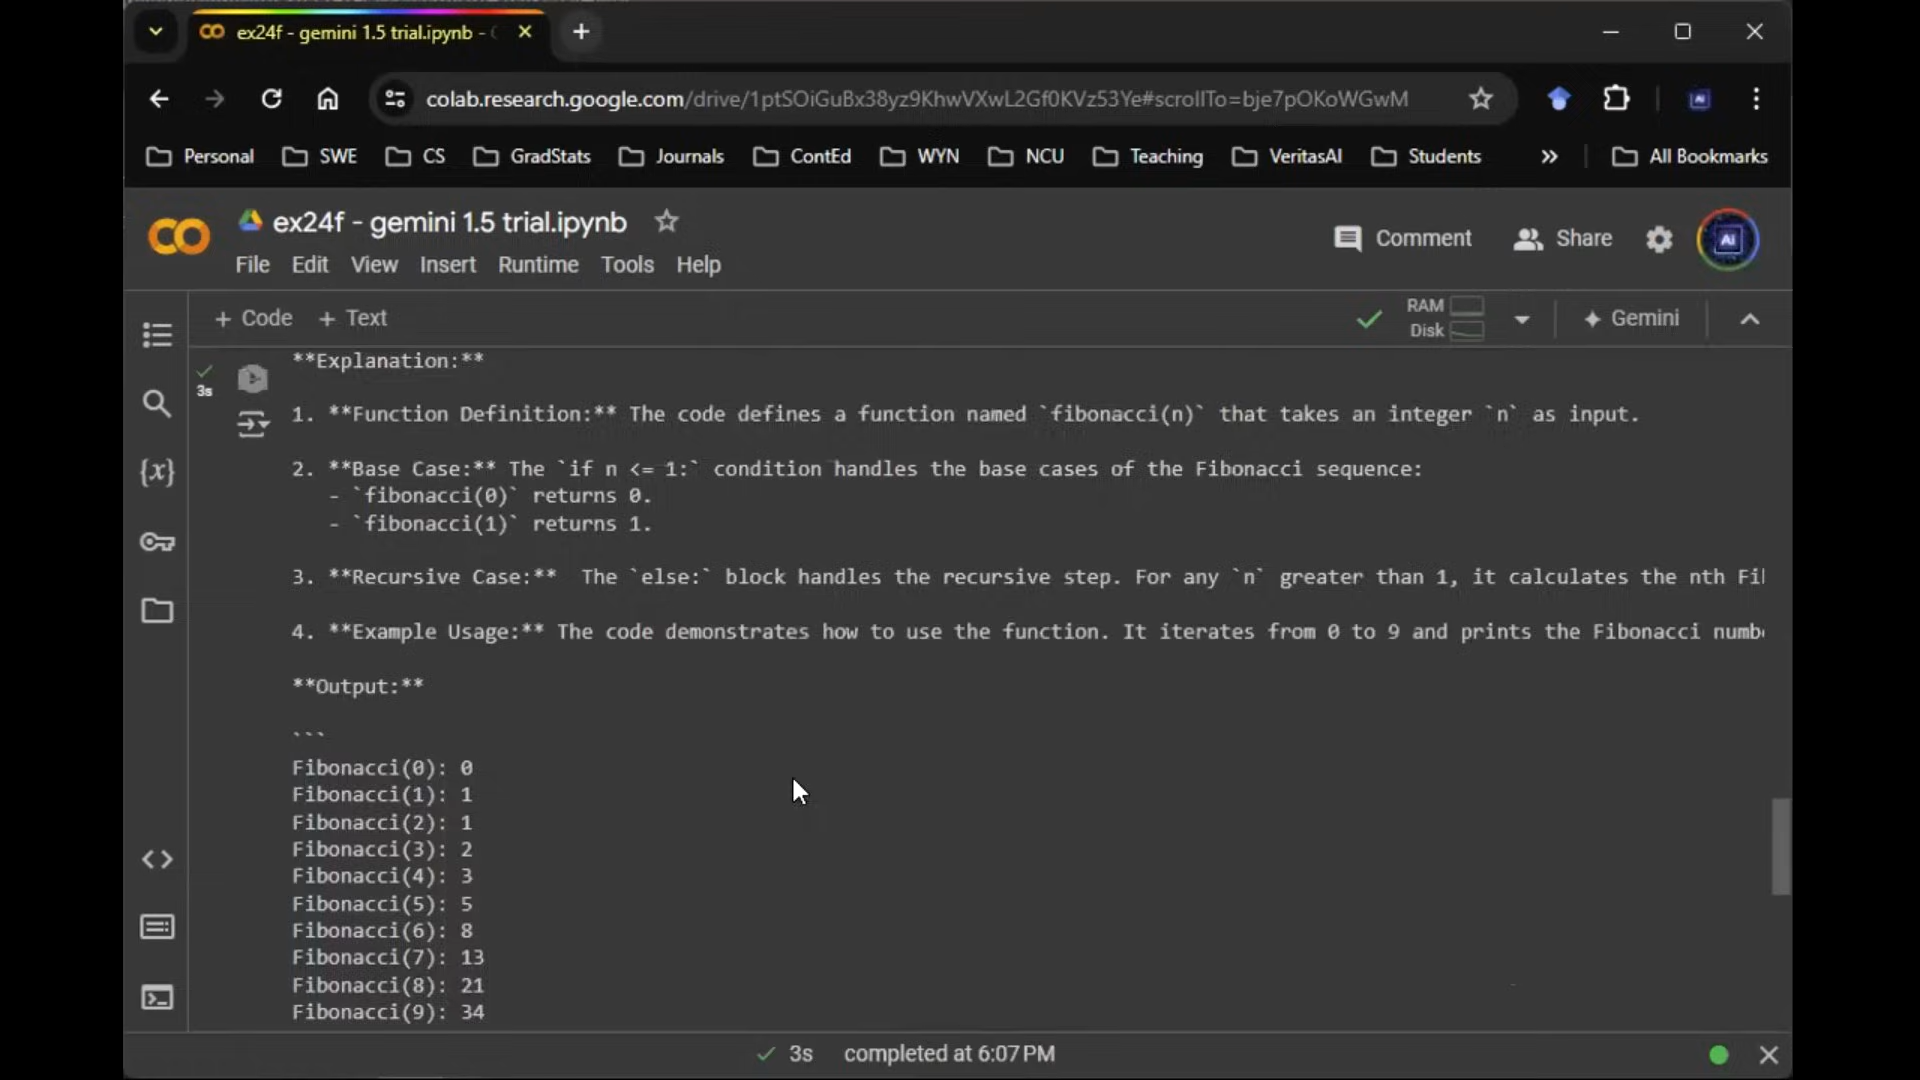 ex24f - gemini 1.5 trial.ipynb -
colab.research.google.com/drive/1ptSOiGuBx38yz9KhwVXwL2Gf0KVz53Ye#scrollTo=bje7pOKoWGwM
Personal SWE CS GradStats Journals ContEd WYN NCU Teaching VeritasAI Students » All Bookmarks
ex24f - gemini 1.5 trial.ipynb
Comment Share AI
File Edit View Insert Runtime Tools Help
+ Code + Text RAM Disk Gemini
3s
**Explanation:**
1. **Function Definition:** The code defines a function named `fibonacci(n)` that takes an integer `n` as input.
2. **Base Case:** The `if n <= 1:` condition handles the base cases of the Fibonacci sequence:
- `fibonacci(0)` returns 0.
- `fibonacci(1)` returns 1.
3. **Recursive Case:**  The `else:` block handles the recursive step. For any `n` greater than 1, it calculates the nth Fi
4. **Example Usage:** The code demonstrates how to use the function. It iterates from 0 to 9 and prints the Fibonacci numb
**Output:**
```
Fibonacci(0): 0
Fibonacci(1): 1
Fibonacci(2): 1
Fibonacci(3): 2
Fibonacci(4): 3
Fibonacci(5): 5
Fibonacci(6): 8
Fibonacci(7): 13
Fibonacci(8): 21
Fibonacci(9): 34
3s completed at 6:07 PM